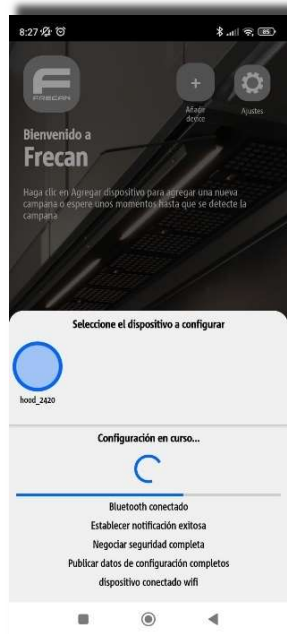 8:27
85
FRECAN
Añadir
device
Ajustes
Bienvenido a
Frecan
Haga clic en Agregar dispositivo para agregar una nueva
campana o espere unos momentos hasta que se detecte la
campana
Seleccione el dispositivo a configurar
hood_2420
Configuración en curso...
Bluetooth conectado
Establecer notificación exitosa
Negociar seguridad completa
Publicar datos de configuración completos
dispositivo conectado wifi